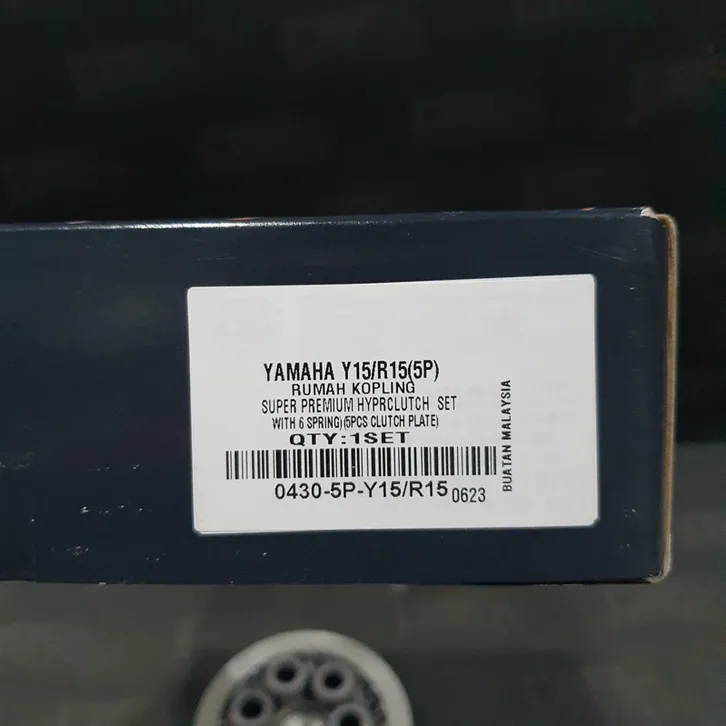 YAMAHA Y15/R15(5P)
RUMAH KOPLING
SUPER PREMIUM HYPRCLUTCH SET
WITH 6 SPRING)(5PCS CLUTCH PLATE)
QTY:1SET
0430-5P-Y15/R15 0623
BUATAN MALAYSIA